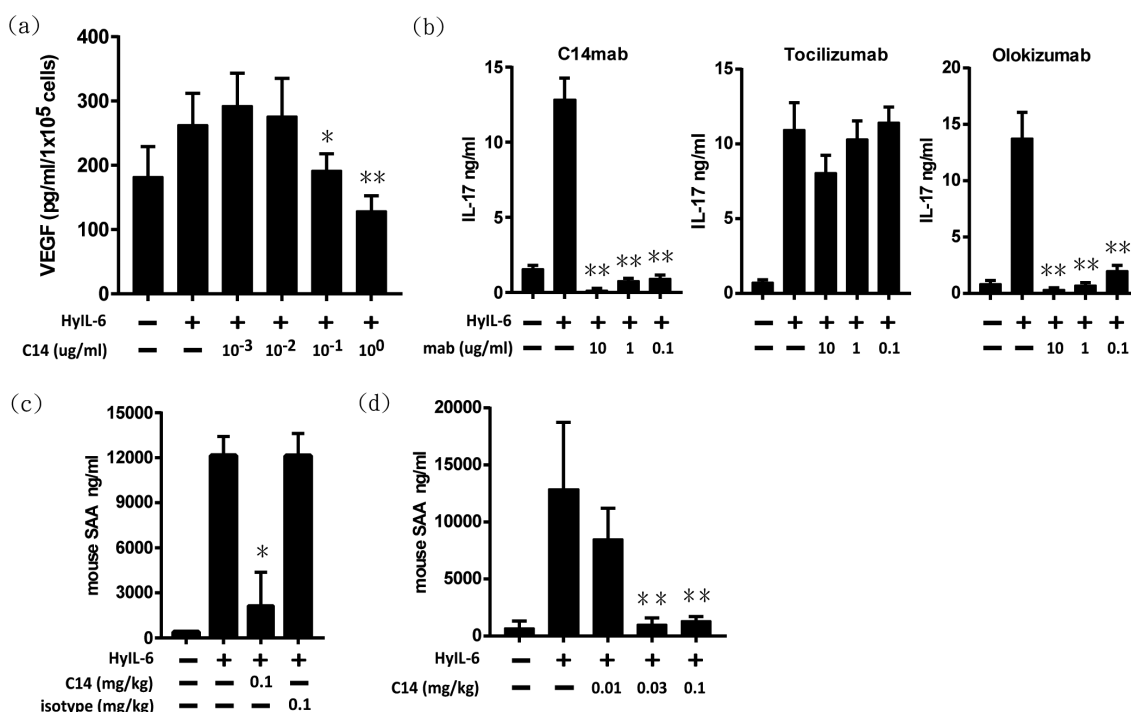 (a)
400
300
200
100
0
VEGF (pg/ml/1x10⁵ cells)
*
**
HyIL-6 − + + + + +
C14 (ug/ml) − − 10⁻³ 10⁻² 10⁻¹ 10⁰
(b)
C14mab
15
10
5
0
IL-17 ng/ml
** ** **
HyIL-6 − + + + +
mab (ug/ml) − − 10 1 0.1
Tocilizumab
15
10
5
0
IL-17 ng/ml
− + + + +
− − 10 1 0.1
Olokizumab
20
15
10
5
0
IL-17 ng/ml
** ** **
− + + + +
− − 10 1 0.1
(c)
15000
12000
9000
6000
3000
0
mouse SAA ng/ml
*
HyIL-6 − + + +
C14 (mg/kg) − − 0.1 −
isotype (mg/kg) − − − 0.1
(d)
20000
15000
10000
5000
0
mouse SAA ng/ml
** **
HyIL-6 − + + + +
C14 (mg/kg) − − 0.01 0.03 0.1